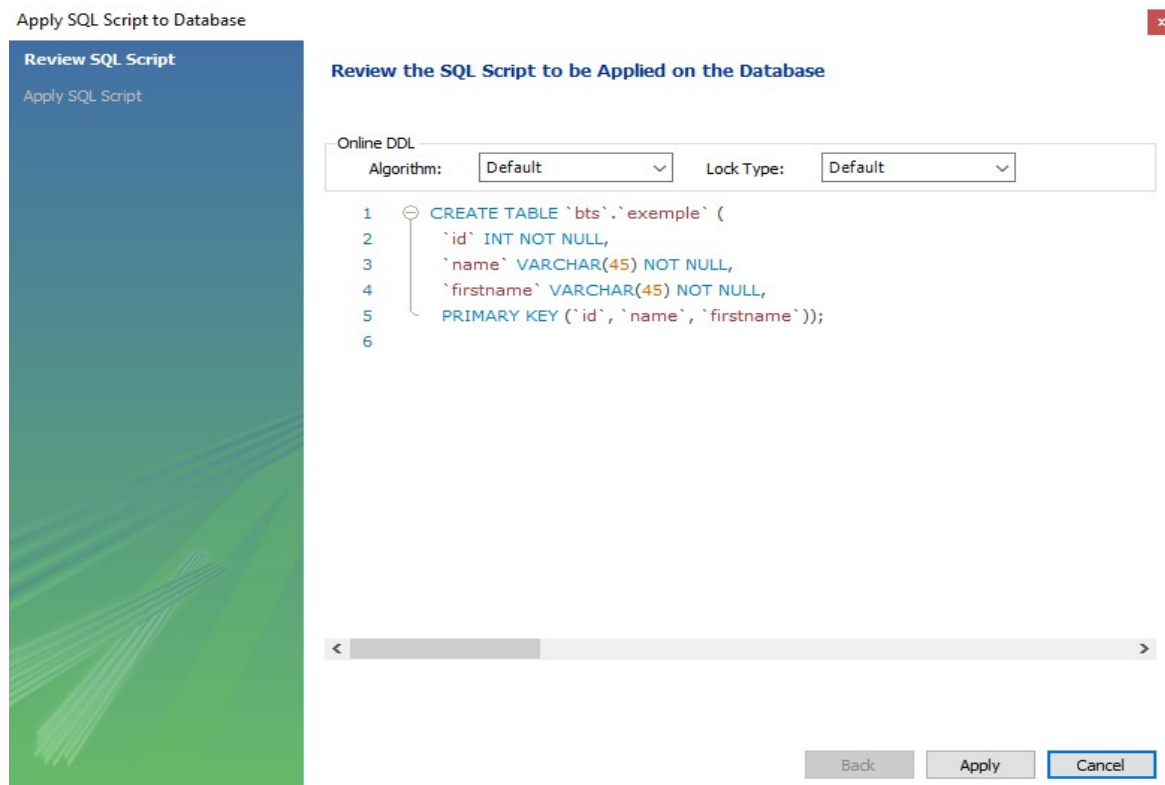 Apply SQL Script to Database
x
Review SQL Script
Apply SQL Script
Review the SQL Script to be Applied on the Database
Online DDL
Algorithm: Default Lock Type: Default
1 CREATE TABLE `bts`.`exemple` (
2 `id` INT NOT NULL,
3 `name` VARCHAR(45) NOT NULL,
4 `firstname` VARCHAR(45) NOT NULL,
5 PRIMARY KEY (`id`, `name`, `firstname`));
6
Back Apply Cancel